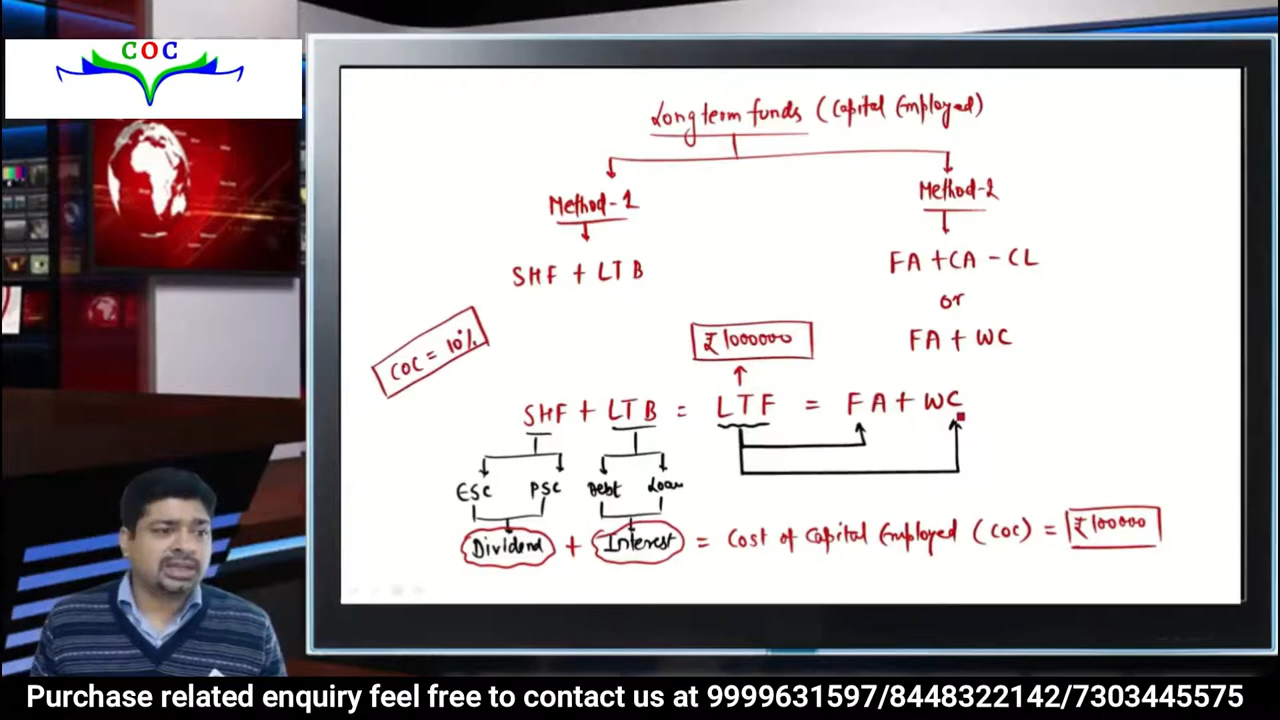 COC
Long term funds (Capital Employed)
Method-1
Method-2
SHF + LTB
FA + CA - CL
or
FA + WC
COC = 10%
₹1000000
SHF + LTB = LTF = FA + WC
ESC PSC Debt Loan
Dividend + Interest = Cost of Capital Employed (COC) = ₹100000
Purchase related enquiry feel free to contact us at 9999631597/8448322142/7303445575